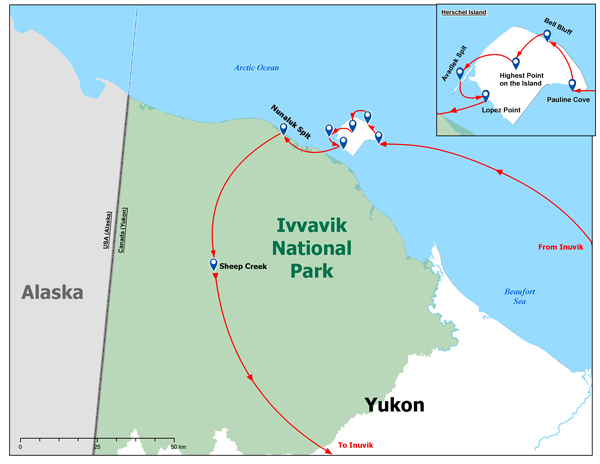 Herschel Island
Bell Bluff
Avadlek Spit
Highest Point
on the Island
Pauline Cove
Lopez Point
Arctic Ocean
Nunaluk Spit
USA (Alaska)
Canada (Yukon)
Ivvavik
National
Park
From Inuvik
Sheep Creek
Alaska
Beaufort
Sea
Yukon
To Inuvik
0 25 50 km